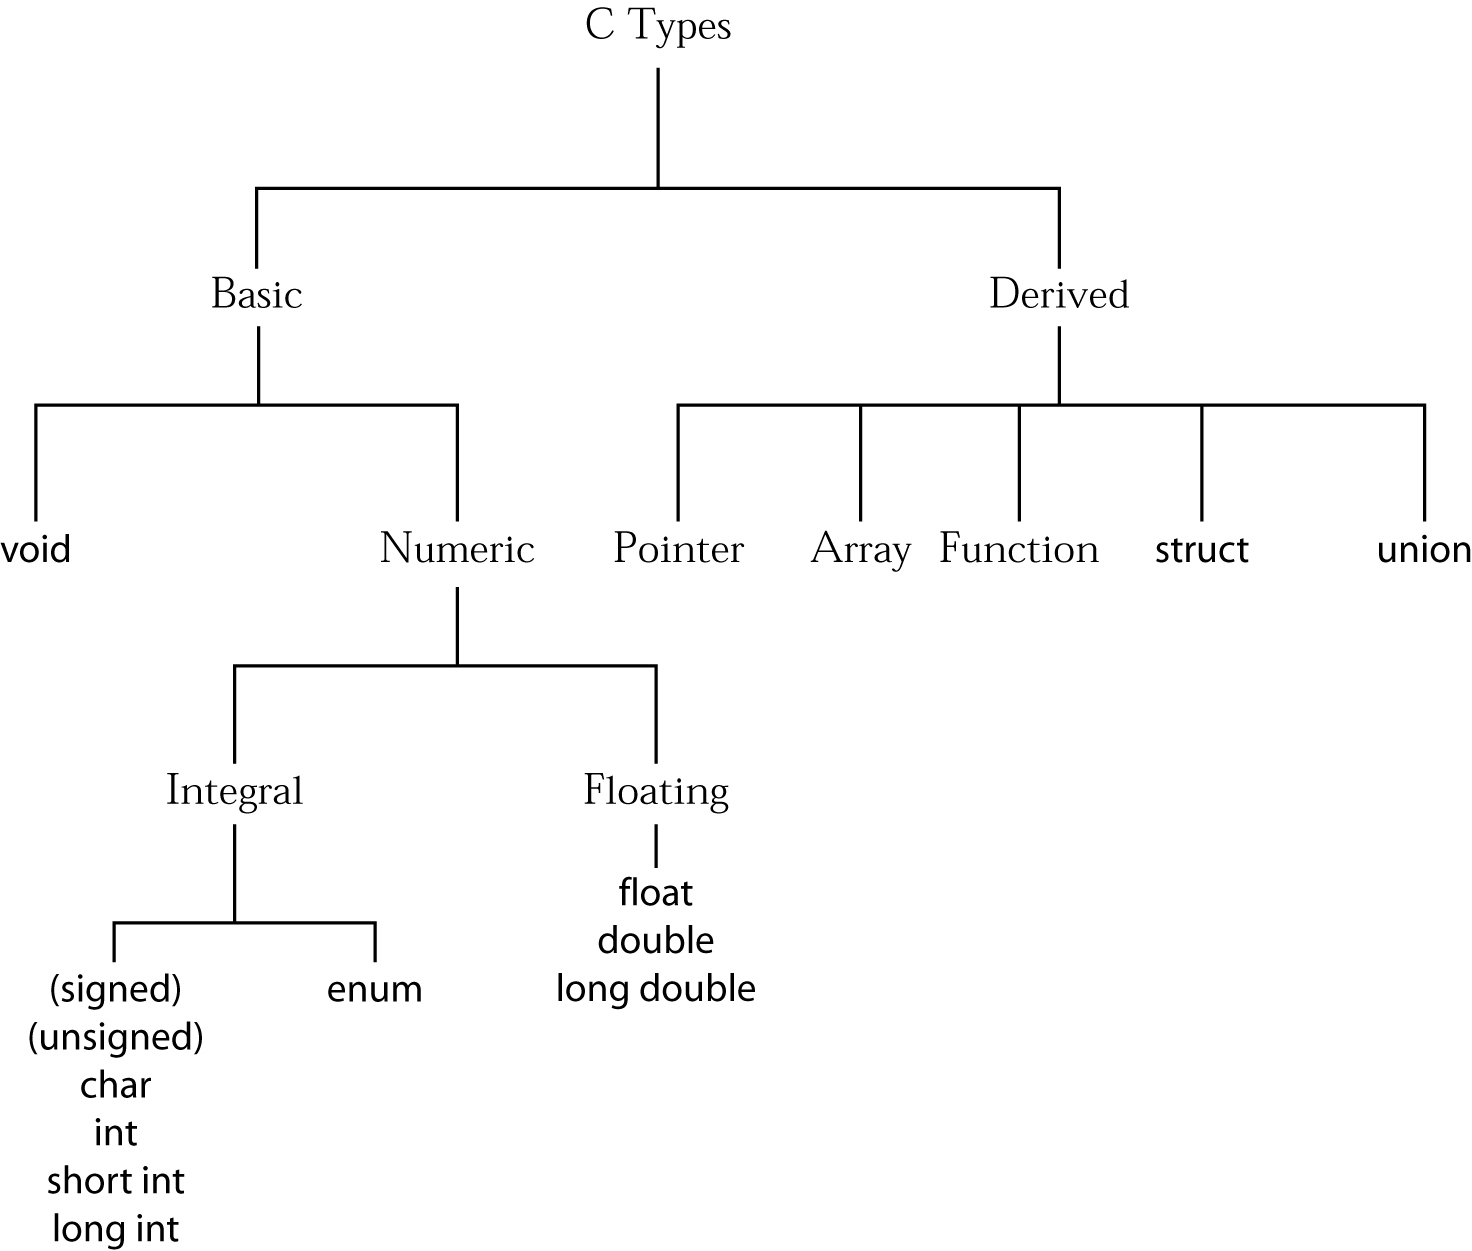 C Types
Basic
Derived
void
Numeric
Pointer
Array
Function
struct
union
Integral
Floating
float
double
long double
(signed)
(unsigned)
char
int
short int
long int
enum